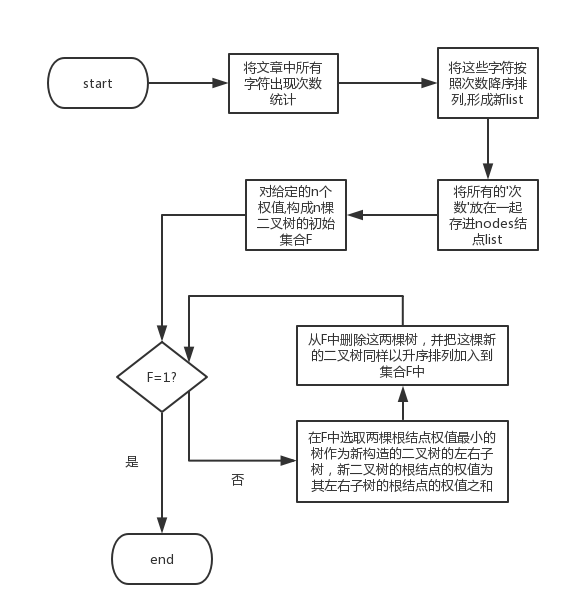 start
将文章中所有
字符出现次数
统计
将这些字符按
照次数降序排
列,形成新list
将所有的'次
数'放在一起
存进nodes结
点list
对给定的n个
权值,构成n棵
二叉树的初始
集合F
F=1?
从F中删除这两棵树，并把这棵新
的二叉树同样以升序排列加入到
集合F中
在F中选取两棵根结点权值最小的
树作为新构造的二叉树的左右子
树，新二叉树的根结点的权值为
其左右子树的根结点的权值之和
是
否
end